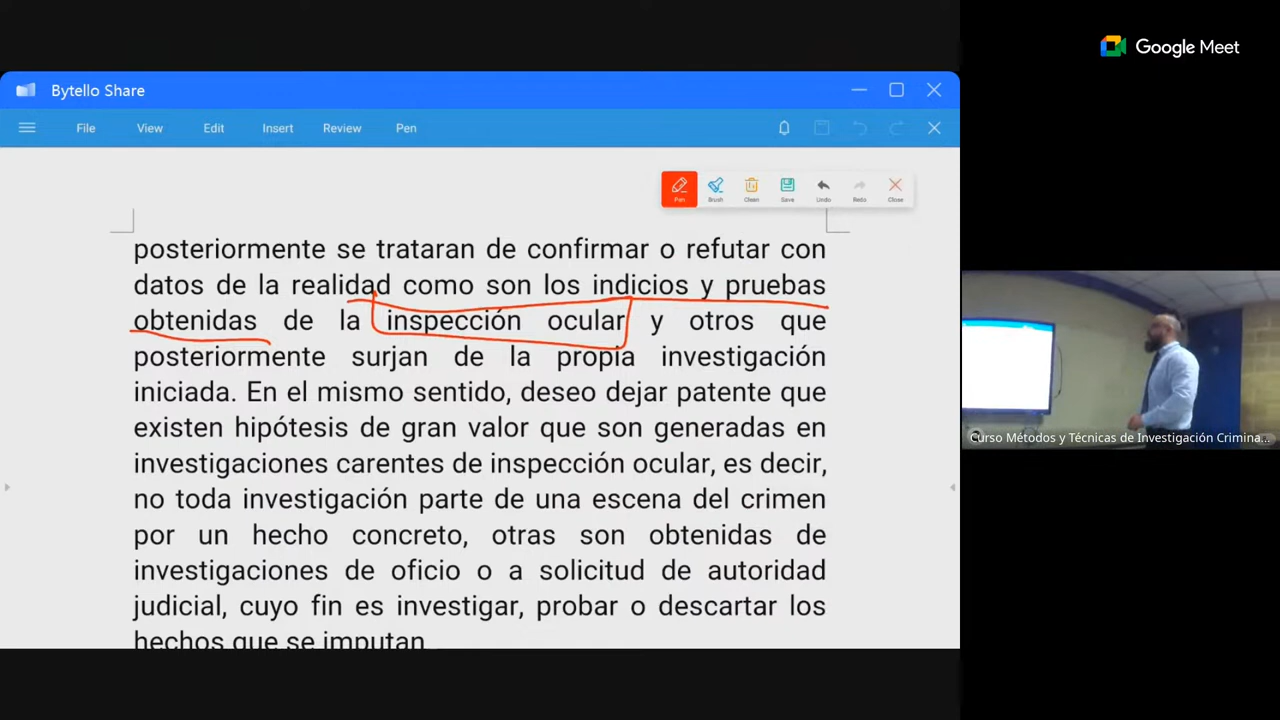 Google Meet
Bytello Share
File View Edit Insert Review Pen
Pen Brush Clean Save Undo Redo Close
posteriormente se trataran de confirmar o refutar con
datos de la realidad como son los indicios y pruebas
obtenidas de la inspección ocular y otros que
posteriormente surjan de la propia investigación
iniciada. En el mismo sentido, deseo dejar patente que
existen hipótesis de gran valor que son generadas en
investigaciones carentes de inspección ocular, es decir,
no toda investigación parte de una escena del crimen
por un hecho concreto, otras son obtenidas de
investigaciones de oficio o a solicitud de autoridad
judicial, cuyo fin es investigar, probar o descartar los
hechos que se imputan.
Curso Métodos y Técnicas de Investigación Crimina...